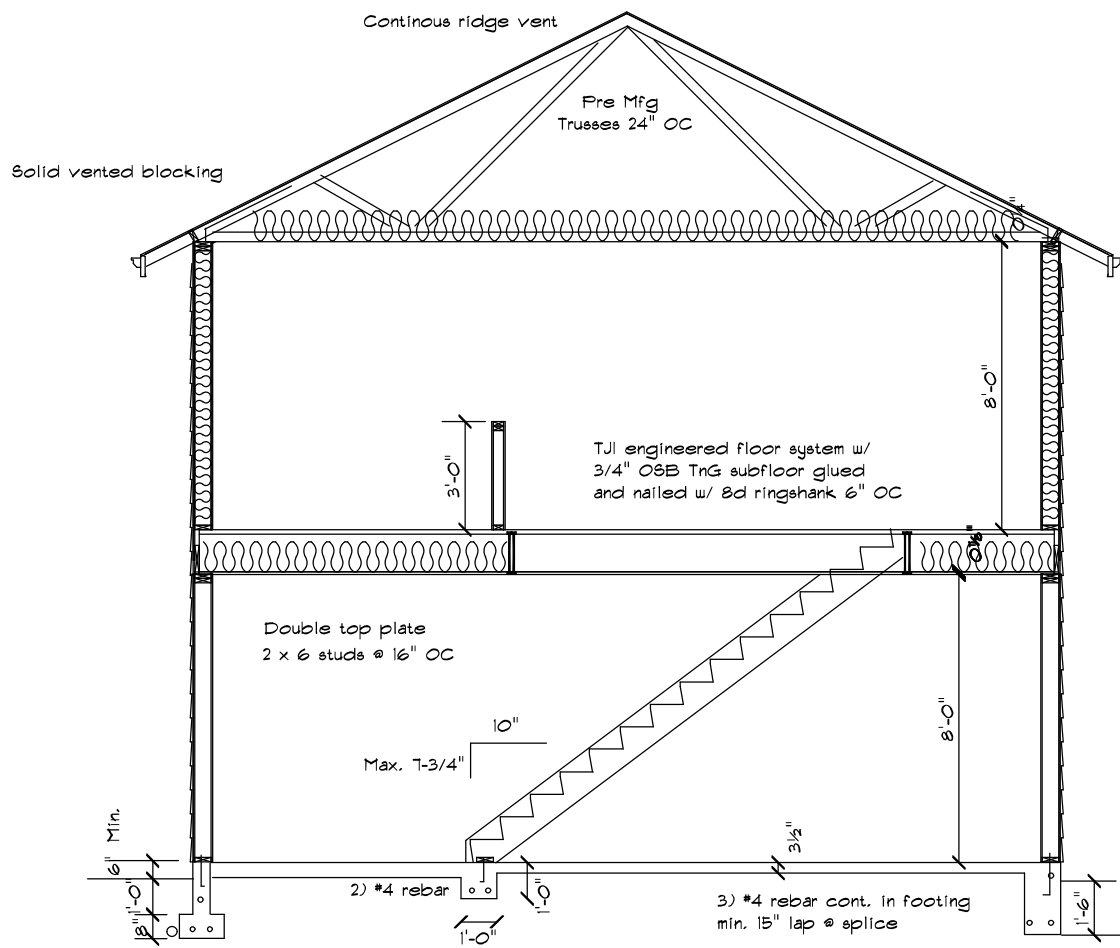 Continous ridge vent
Pre Mfg
Trusses 24" OC
Solid vented blocking
8'-0"
3'-0"
TJI engineered floor system w/
3/4" OSB TnG subfloor glued
and nailed w/ 8d ringshank 6" OC
Double top plate
2 x 6 studs @ 16" OC
10"
Max. 7-3/4"
8'-0"
6" Min.
3½"
1'-0"
8"
2) #4 rebar
1'-0"
1'-0"
3) #4 rebar cont. in footing
min. 15" lap @ splice
1'-6"